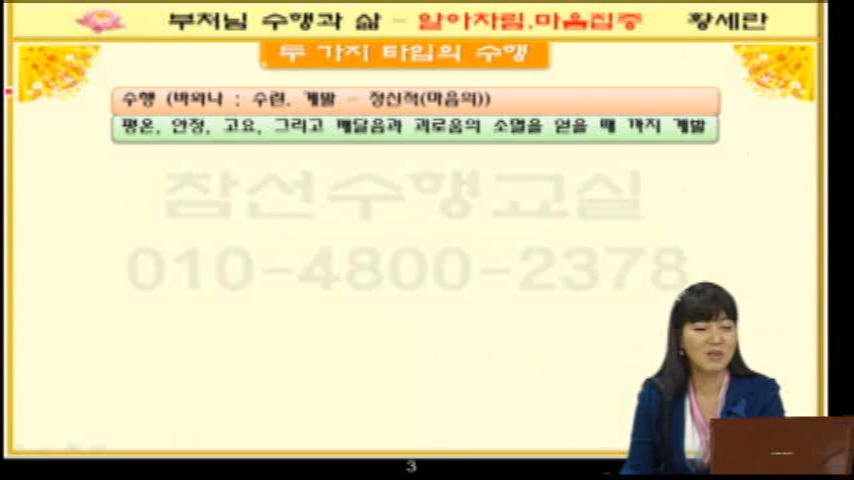 부처님 수행과 삶 - 알아차림.마음집중 황세란
두 가지 타입의 수행
수행 (바와나 : 수련, 계발 - 정신적(마음의))
평온, 안정, 고요, 그리고 깨달음과 괴로움의 소멸을 얻을 때 까지 계발
참선수행교실
010-4800-2378
3